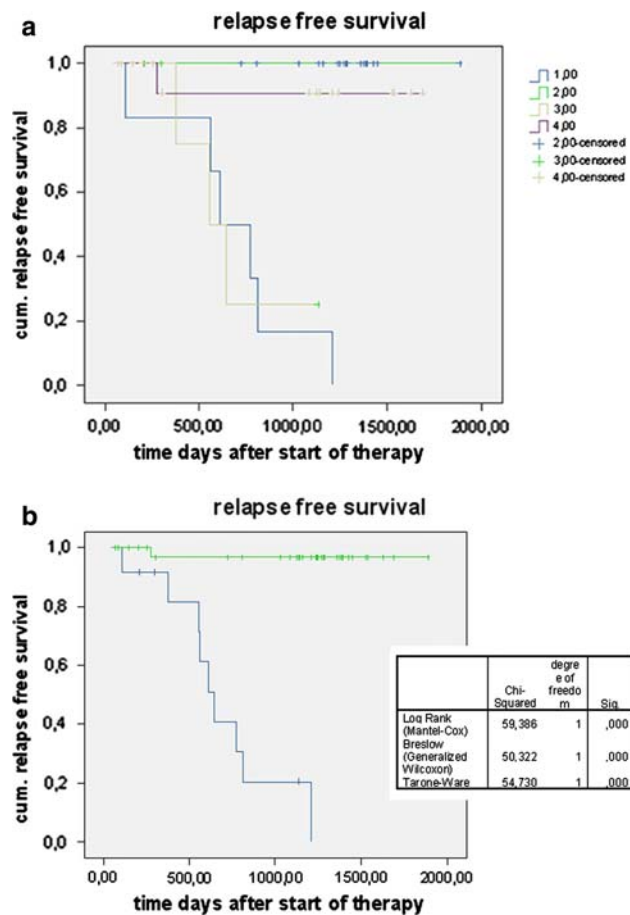 a
relapse free survival
1,0
0,8
0,6
0,4
0,2
0,0
cum. relapse free survival
0,00 500,00 1000,00 1500,00 2000,00
time days after start of therapy
1,00
2,00
3,00
4,00
2,00-censored
3,00-censored
4,00-censored
b
relapse free survival
1,0
0,8
0,6
0,4
0,2
0,0
cum. relapse free survival
0,00 500,00 1000,00 1500,00 2000,00
time days after start of therapy
Chi-
Squared
degre
e of
freedo
m
Sig.
Log Rank
(Mantel-Cox) 59,386 1 ,000
Breslow
(Generalized
Wilcoxon) 50,322 1 ,000
Tarone-Ware 54,730 1 ,000